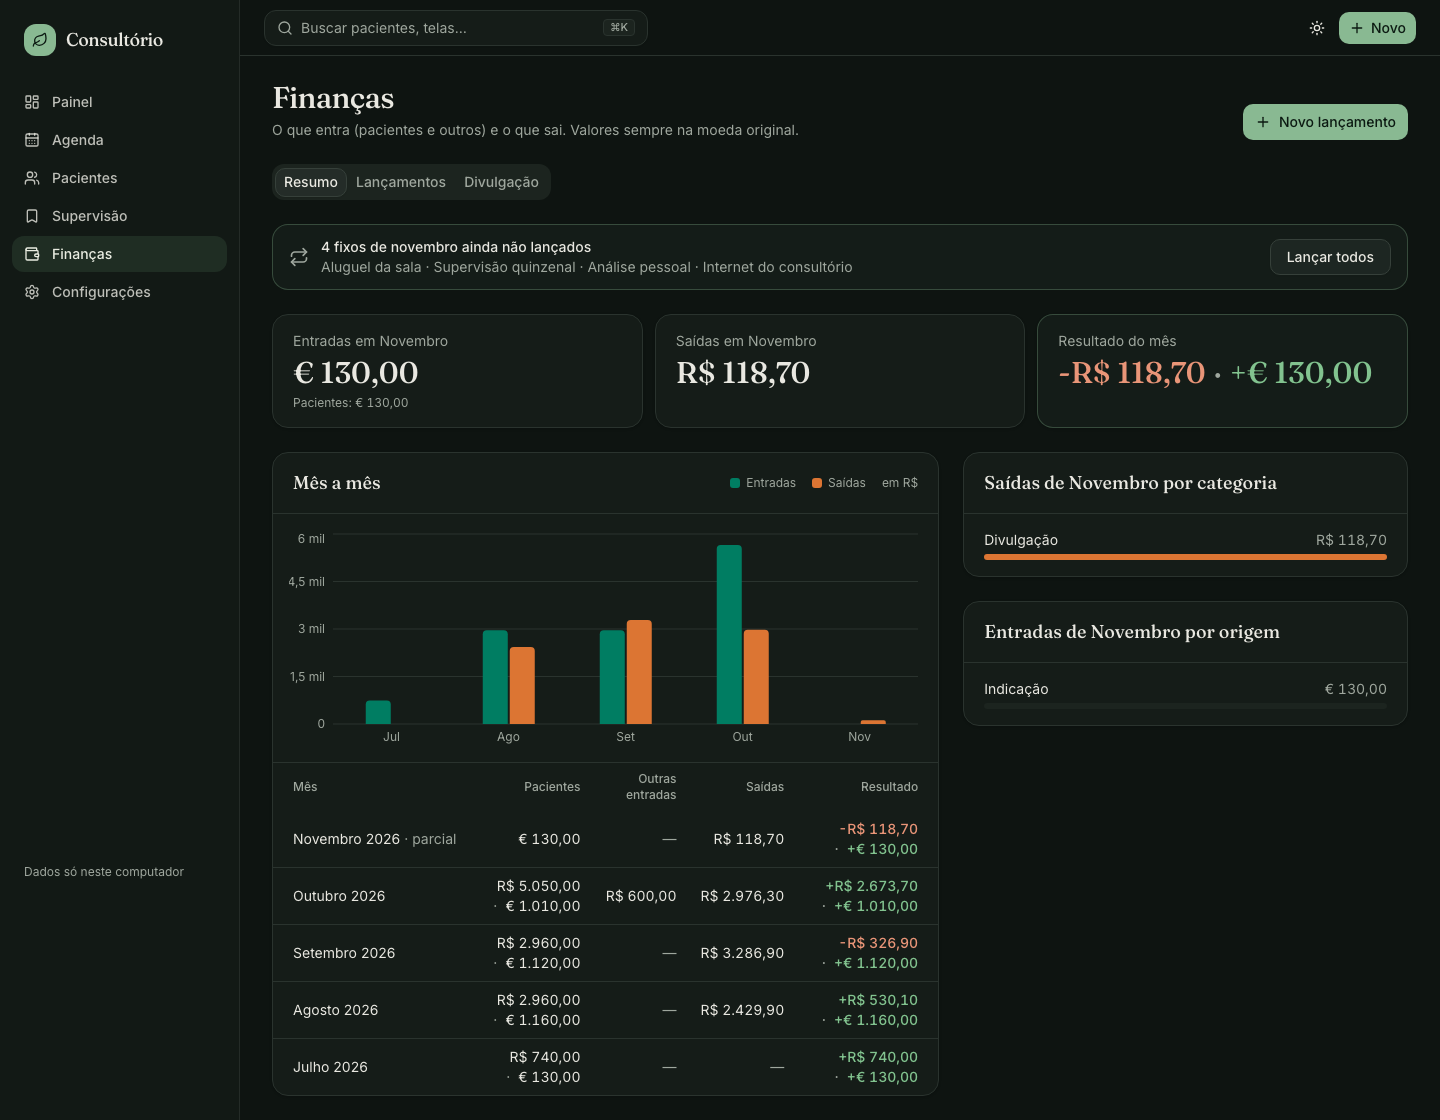 Consultório
Buscar pacientes, telas...
⌘K
Novo
Painel
Agenda
Pacientes
Supervisão
Finanças
Configurações
Dados só neste computador
Finanças
O que entra (pacientes e outros) e o que sai. Valores sempre na moeda original.
Novo lançamento
Resumo
Lançamentos
Divulgação
4 fixos de novembro ainda não lançados
Aluguel da sala · Supervisão quinzenal · Análise pessoal · Internet do consultório
Lançar todos
Entradas em Novembro
€ 130,00
Pacientes: € 130,00
Saídas em Novembro
R$ 118,70
Resultado do mês
-R$ 118,70 · +€ 130,00
Mês a mês
Entradas
Saídas
em R$
6 mil
4,5 mil
3 mil
1,5 mil
0
Jul
Ago
Set
Out
Nov
Mês
Pacientes
Outras
entradas
Saídas
Resultado
Novembro 2026 · parcial
€ 130,00
—
R$ 118,70
-R$ 118,70
· +€ 130,00
Outubro 2026
R$ 5.050,00
· € 1.010,00
R$ 600,00
R$ 2.976,30
+R$ 2.673,70
· +€ 1.010,00
Setembro 2026
R$ 2.960,00
· € 1.120,00
—
R$ 3.286,90
-R$ 326,90
· +€ 1.120,00
Agosto 2026
R$ 2.960,00
· € 1.160,00
—
R$ 2.429,90
+R$ 530,10
· +€ 1.160,00
Julho 2026
R$ 740,00
· € 130,00
—
—
+R$ 740,00
· +€ 130,00
Saídas de Novembro por categoria
Divulgação
R$ 118,70
Entradas de Novembro por origem
Indicação
€ 130,00